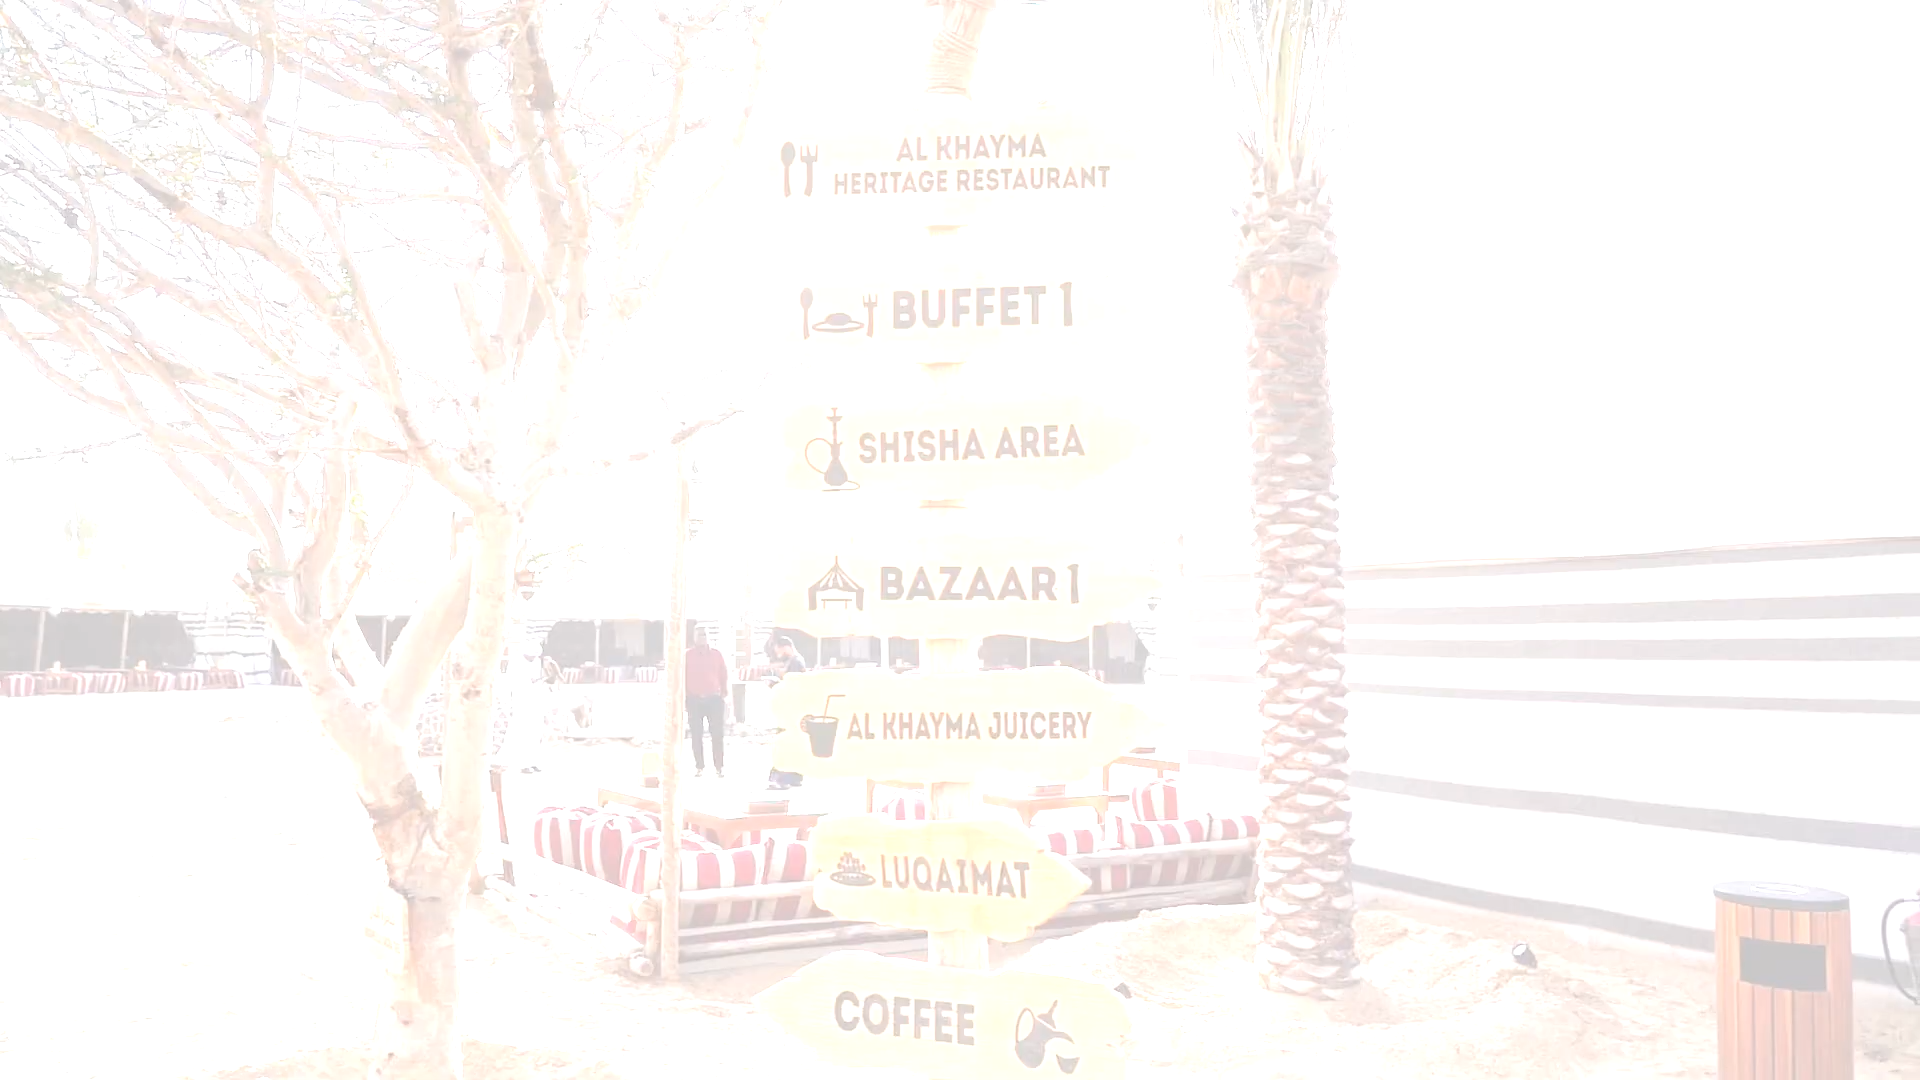 AL KHAYMA
HERITAGE RESTAURANT
BUFFET 1
SHISHA AREA
BAZAAR 1
AL KHAYMA JUICERY
LUQAIMAT
COFFEE